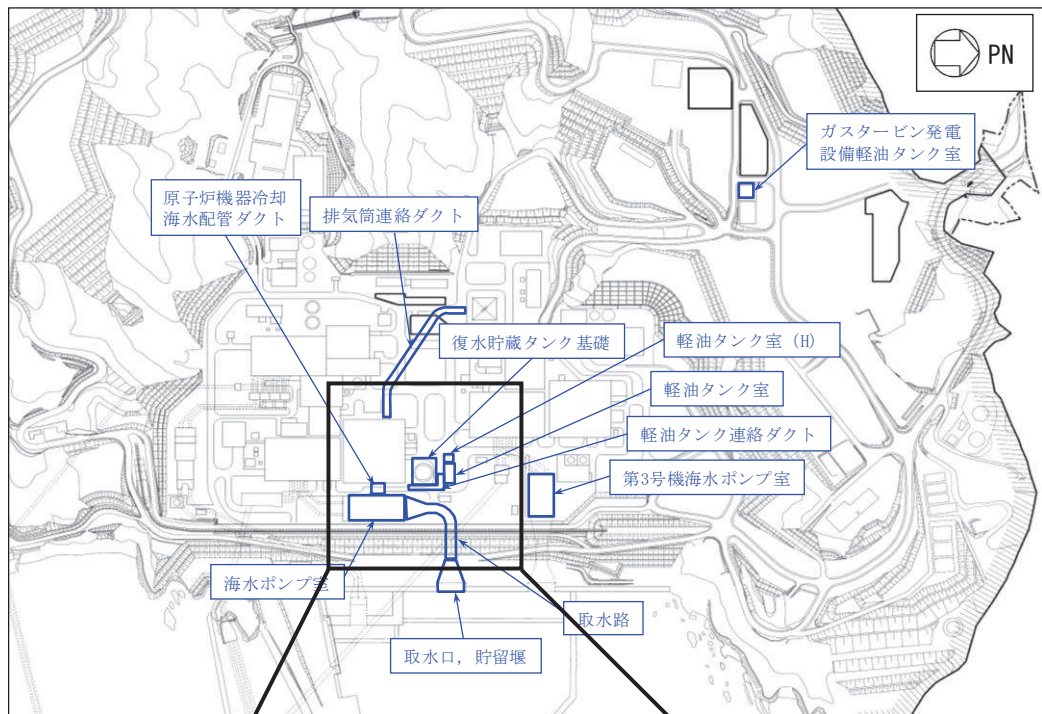 PN
ガスタービン発電
設備軽油タンク室
原子炉機器冷却
海水配管ダクト
排気筒連絡ダクト
復水貯蔵タンク基礎
軽油タンク室（H）
軽油タンク室
軽油タンク連絡ダクト
第3号機海水ポンプ室
海水ポンプ室
取水路
取水口，貯留堰